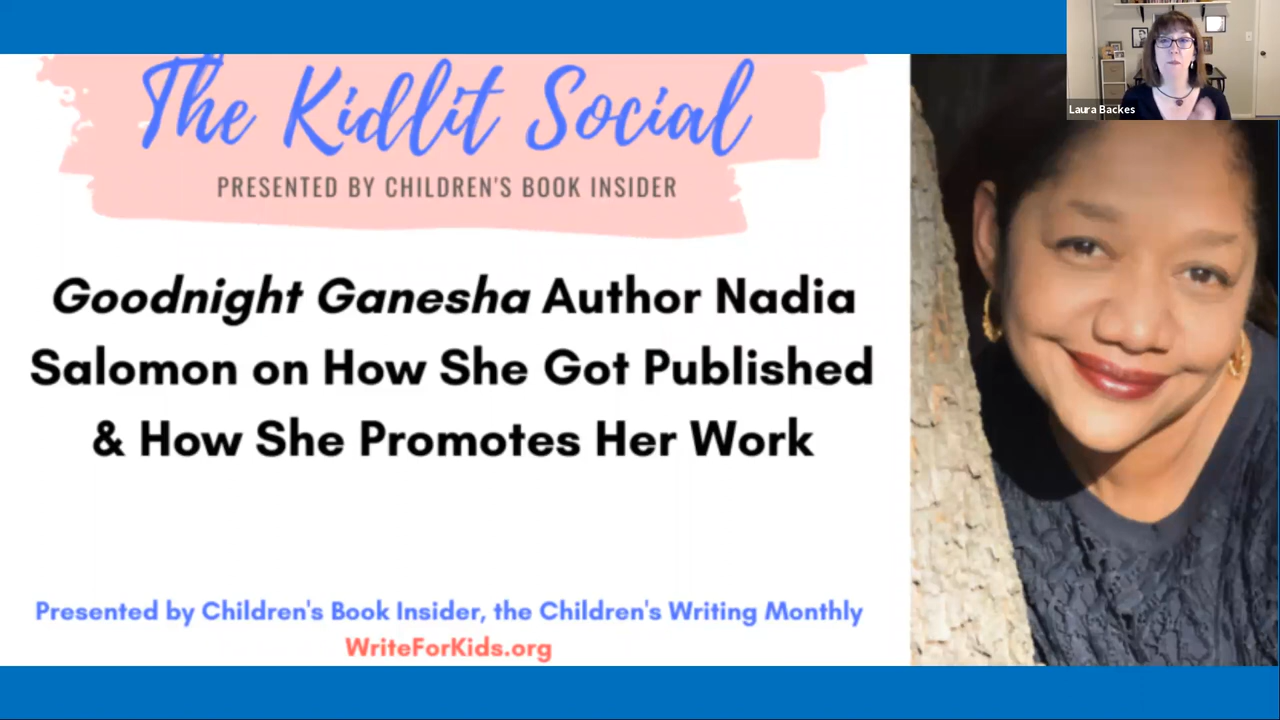 The Kidlit Social
PRESENTED BY CHILDREN'S BOOK INSIDER
Goodnight Ganesha Author Nadia
Salomon on How She Got Published
& How She Promotes Her Work
Presented by Children's Book Insider, the Children's Writing Monthly
WriteForKids.org
Laura Backes